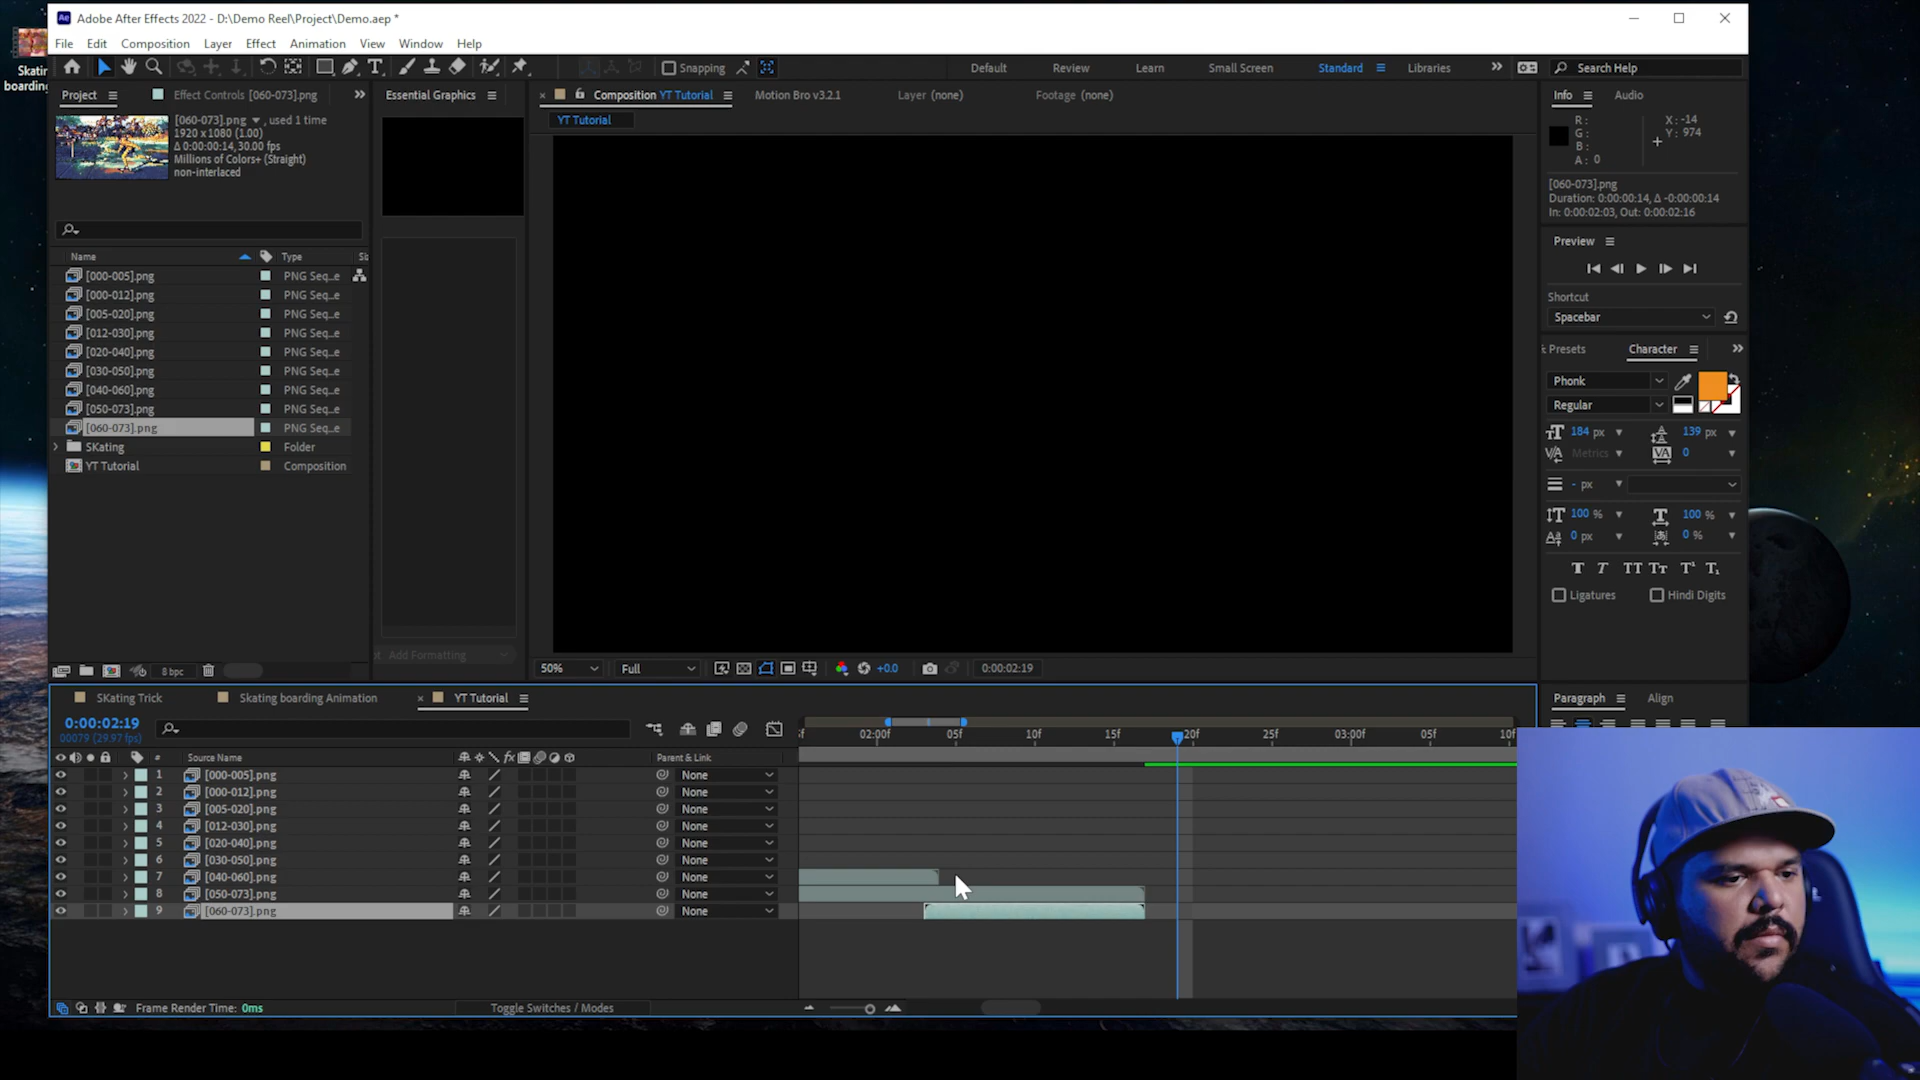 Skatin
boarding
Ae Adobe After Effects 2022 - D:\Demo Reel\Project\Demo.aep *
File Edit Composition Layer Effect Animation View Window Help
Snapping
Default Review Learn Small Screen Standard Libraries
Search Help
Project
Effect Controls [060-073].png
Essential Graphics
Composition YT Tutorial
Motion Bro v3.2.1
Layer (none)
Footage (none)
Info
Audio
YT Tutorial
[060-073].png , used 1 time
1920 x 1080 (1.00)
Δ 0:00:00:14, 30.00 fps
Millions of Colors+ (Straight)
non-interlaced
R:
G:
B:
A: 0
X: -14
Y: 974
[060-073].png
Duration: 0:00:00:14, Δ -0:00:00:14
In: 0:00:02:03, Out: 0:00:02:16
Preview
Shortcut
Spacebar
Name Type Siz
[000-005].png PNG Seq...e
[000-012].png PNG Seq...e
[005-020].png PNG Seq...e
[012-030].png PNG Seq...e
[020-040].png PNG Seq...e
[030-050].png PNG Seq...e
[040-060].png PNG Seq...e
[050-073].png PNG Seq...e
[060-073].png PNG Seq...e
SKating Folder
YT Tutorial Composition
Presets
Character
Phonk
Regular
184 px
139 px
Metrics
0
- px
100 %
100 %
0 px
0 %
T T TT Tт T¹ T₁
Ligatures
Hindi Digits
Add Formatting
8 bpc
50%
Full
+0.0
0:00:02:19
Paragraph
Align
SKating Trick
Skating boarding Animation
YT Tutorial
0:00:02:19
00079 (29.97 fps)
02:00f 05f 10f 15f 20f 25f 03:00f 05f 10f
# Source Name
fx
Parent & Link
1 [000-005].png None
2 [000-012].png None
3 [005-020].png None
4 [012-030].png None
5 [020-040].png None
6 [030-050].png None
7 [040-060].png None
8 [050-073].png None
9 [060-073].png None
Frame Render Time: 0ms
Toggle Switches / Modes